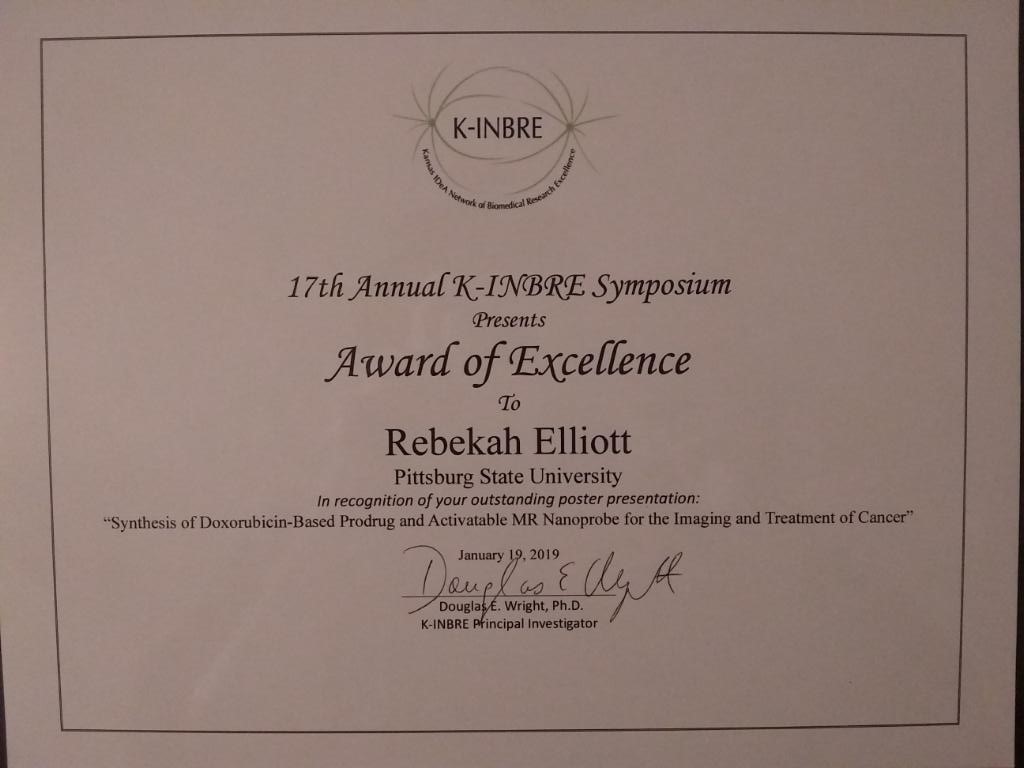 K-INBRE
Kansas IDeA Network of Biomedical Research Excellence
17th Annual K-INBRE Symposium
Presents
Award of Excellence
To
Rebekah Elliott
Pittsburg State University
In recognition of your outstanding poster presentation:
“Synthesis of Doxorubicin-Based Prodrug and Activatable MR Nanoprobe for the Imaging and Treatment of Cancer”
January 19, 2019
Douglas E Wright
Douglas E. Wright, Ph.D.
K-INBRE Principal Investigator